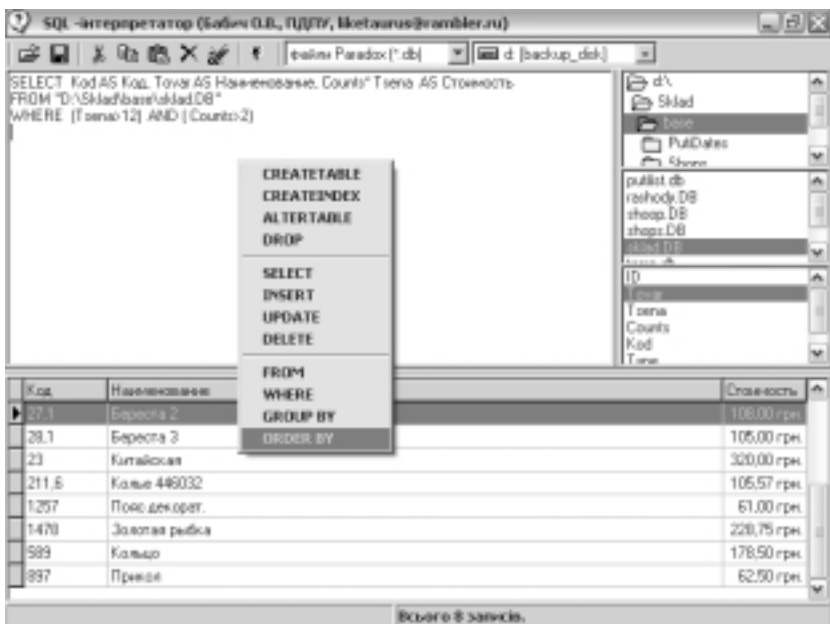 SQL -інтерпретатор (Бабич О.В., ПДПУ, liketaurus@rambler.ru)
файли Paradox (*.db) d: [backup_disk]
SELECT Kod AS Код, Tovar AS Наименование, Counts*Tsena AS Стоимость
FROM "D:\Sklad\base\sklad.DB"
WHERE (Tsena>12) AND (Counts>2)
d:\
Sklad
base
PutiDates
Shops
putilist.db
rashody.DB
shoop.DB
shops.DB
sklad.DB
ID
Tovar
Tsena
Counts
Kod
CREATETABLE
CREATEINDEX
ALTERTABLE
DROP
SELECT
INSERT
UPDATE
DELETE
FROM
WHERE
GROUP BY
ORDER BY
Код Наименование Стоимость
27,1 Береста 2 108,00 грн.
28,1 Береста 3 105,00 грн.
23 Китайская 320,00 грн.
211,6 Колье 446032 105,57 грн.
1257 Пояс декорат. 61,00 грн.
1478 Золотая рыбка 228,75 грн.
589 Кольцо 178,50 грн.
897 Прикол 62,50 грн.
Всього 8 записів.